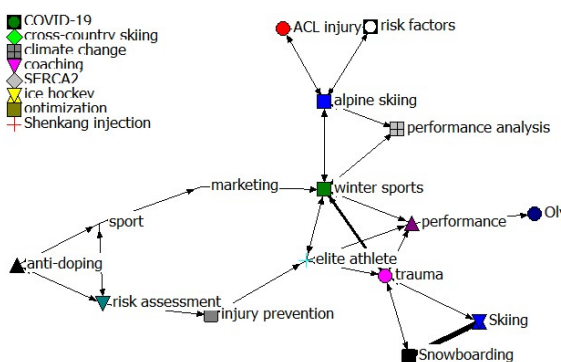 COVID-19
cross-country skiing
climate change
coaching
SERCA2
ice hockey
optimization
Shenkang injection
ACL injury
risk factors
alpine skiing
performance analysis
marketing
winter sports
sport
performance
Oly
elite athlete
anti-doping
trauma
risk assessment
injury prevention
Skiing
Snowboarding